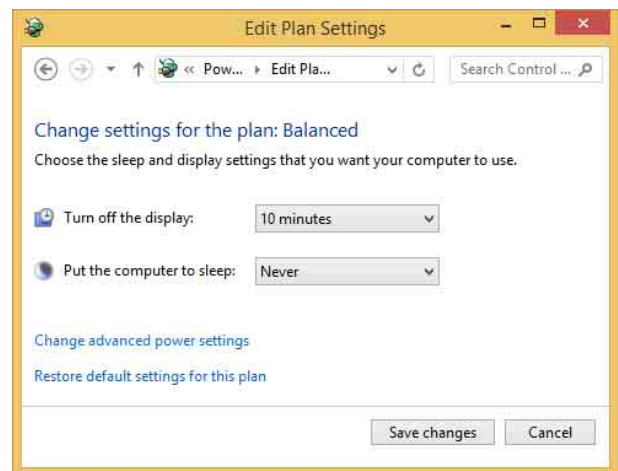 Edit Plan Settings
« Pow... Edit Pla... Search Control ...
Change settings for the plan: Balanced
Choose the sleep and display settings that you want your computer to use.
Turn off the display: 10 minutes
Put the computer to sleep: Never
Change advanced power settings
Restore default settings for this plan
Save changes Cancel